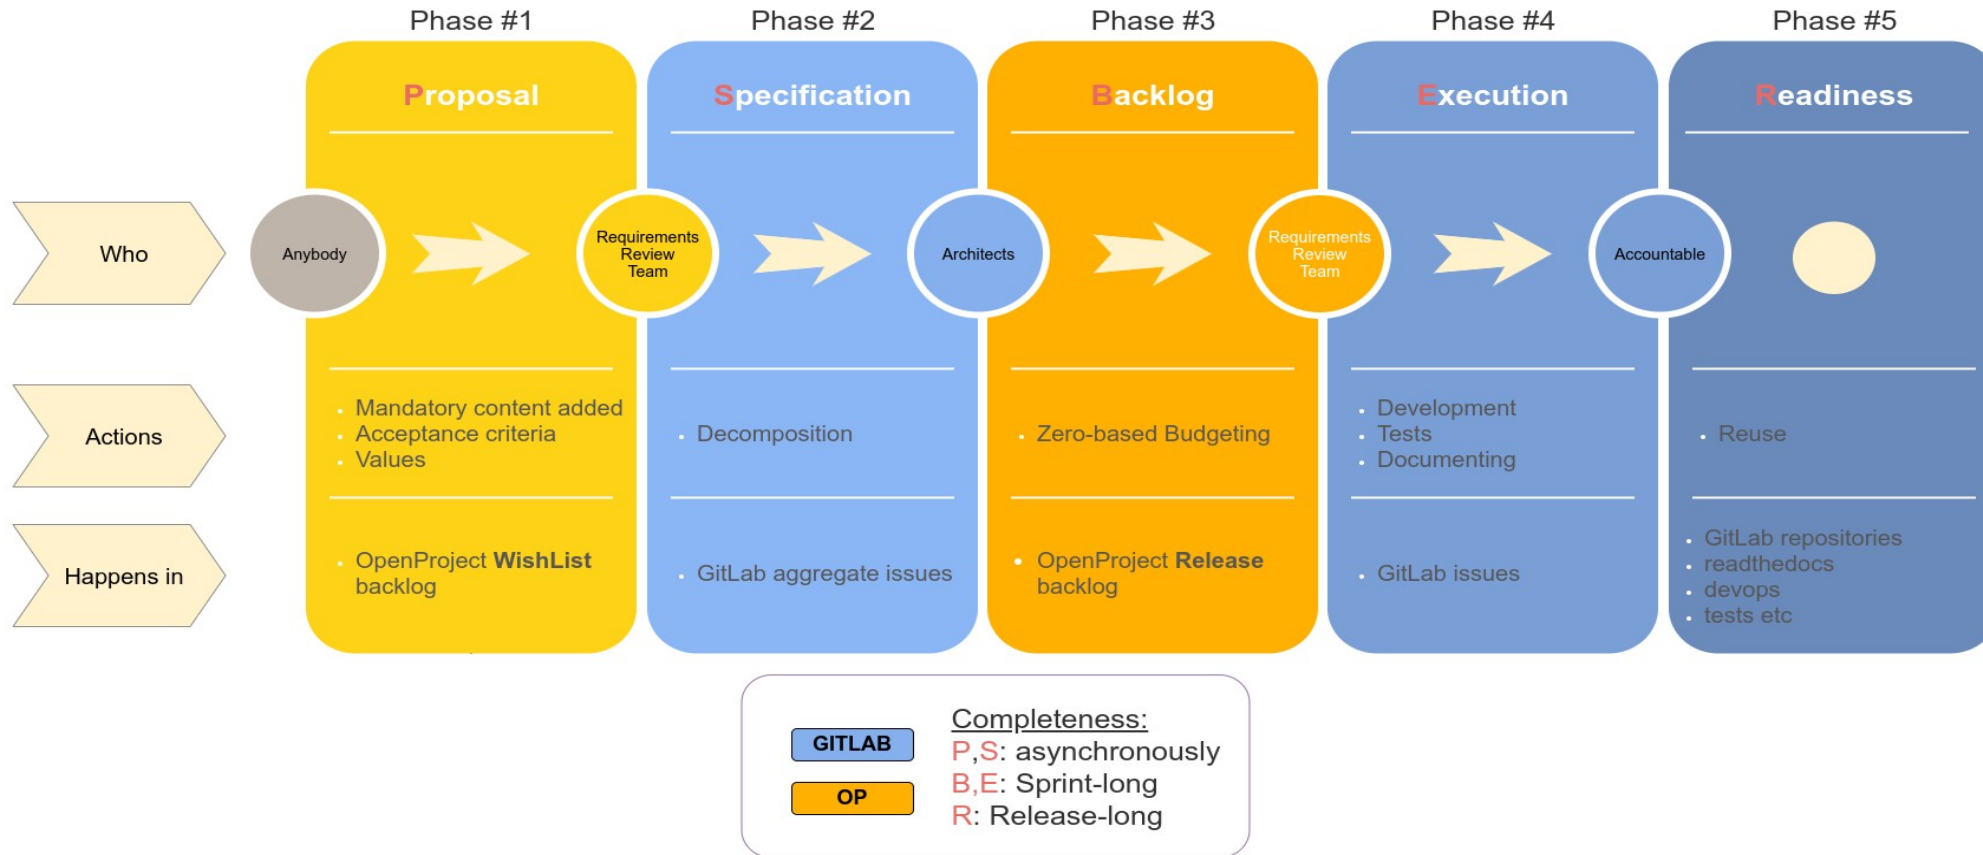 Phase #1
Phase #2
Phase #3
Phase #4
Phase #5
Proposal
Specification
Backlog
Execution
Readiness
Who
Anybody
Requirements
Review
Team
Architects
Requirements
Review
Team
Accountable
Actions
Mandatory content added
Acceptance criteria
Values
Decomposition
Zero-based Budgeting
Development
Tests
Documenting
Reuse
Happens in
OpenProject WishList
backlog
GitLab aggregate issues
OpenProject Release
backlog
GitLab issues
GitLab repositories
readthedocs
devops
tests etc
GITLAB
OP
Completeness:
P,S: asynchronously
B,E: Sprint-long
R: Release-long